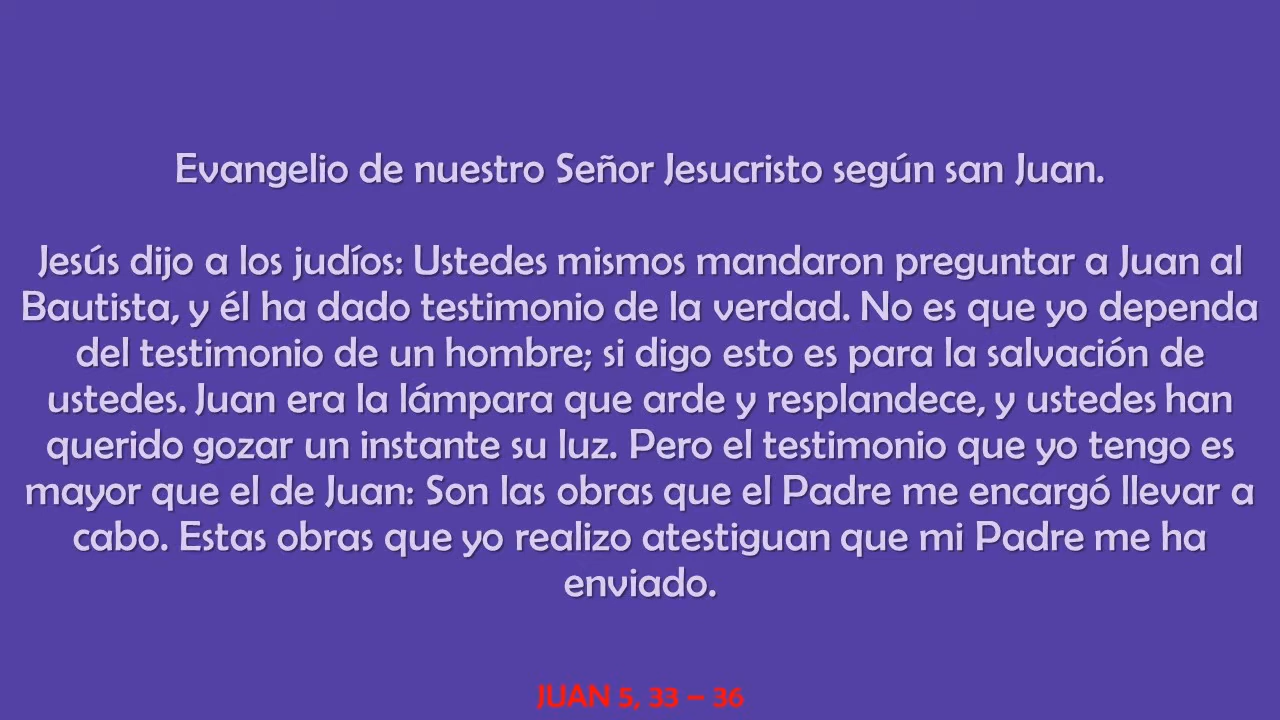 Evangelio de nuestro Señor Jesucristo según san Juan.
Jesús dijo a los judíos: Ustedes mismos mandaron preguntar a Juan al
Bautista, y él ha dado testimonio de la verdad. No es que yo dependa
del testimonio de un hombre; si digo esto es para la salvación de
ustedes. Juan era la lámpara que arde y resplandece, y ustedes han
querido gozar un instante su luz. Pero el testimonio que yo tengo es
mayor que el de Juan: Son las obras que el Padre me encargó llevar a
cabo. Estas obras que yo realizo atestiguan que mi Padre me ha
enviado.
JUAN 5, 33 – 36